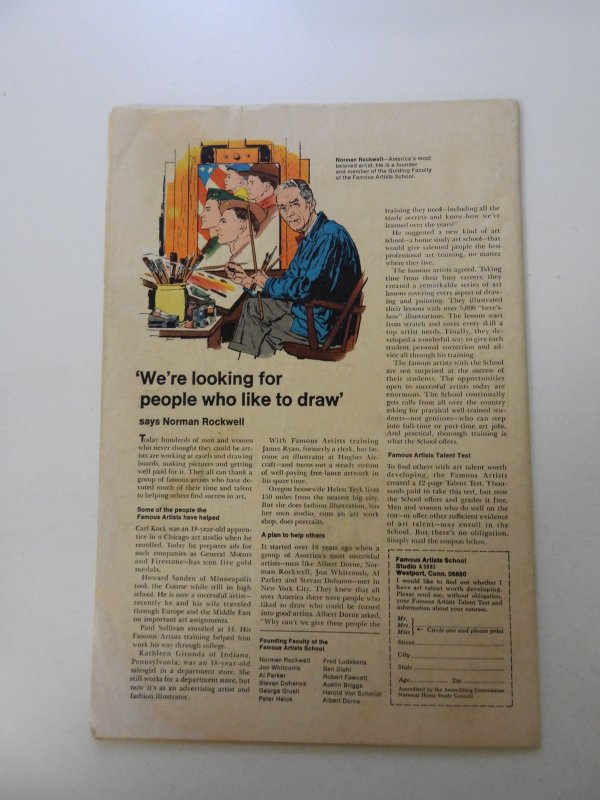 Norman Rockwell—America's most
beloved artist. He is a founder
and member of the Guiding Faculty
of the Famous Artists School.
'We're looking for
people who like to draw'
says Norman Rockwell
Today hundreds of men and women
who never thought they could be art-
ists are working at easels and drawing
boards, making pictures and getting
well paid for it. They all can thank a
group of famous artists who have de-
voted much of their time and talent
to helping others find success in art.
Some of the people the
Famous Artists have helped
Carl Kock was an 18-year-old appren-
tice in a Chicago art studio when he
enrolled. Today he prepares ads for
such companies as General Motors
and Firestone—has won five gold
medals.
Howard Sanden of Minneapolis
took the Course while still in high
school. He is now a successful artist—
recently he and his wife traveled
through Europe and the Middle East
on important art assignments.
Paul Sullivan enrolled at 14. His
Famous Artists training helped him
work his way through college.
Kathleen Gironda of Indiana,
Pennsylvania, was an 18-year-old
salesgirl in a department store. She
still works for a department store, but
now it's as an advertising artist and
fashion illustrator.
With Famous Artists training
James Ryan, formerly a clerk, has be-
come an illustrator at Hughes Air-
craft—and turns out a steady stream
of well-paying free-lance artwork in
his spare time.
Oregon housewife Helen Tayk lives
150 miles from the nearest big city.
But she does fashion illustration, has
her own studio, runs an art work
shop, does portraits.
A plan to help others
It started over 18 years ago when a
group of America's most successful
artists—men like Albert Dorne, Nor-
man Rockwell, Jon Whitcomb, Al
Parker and Stevan Dohanos—met in
New York City. They knew that all
over America there were people who
liked to draw who could be turned
into good artists. Albert Dorne asked,
"Why can't we give these people the
Founding Faculty of the
Famous Artists School
Norman Rockwell
Jon Whitcomb
Al Parker
Stevan Dohanos
George Giusti
Peter Helck
Fred Ludekens
Ben Stahl
Robert Fawcett
Austin Briggs
Harold Von Schmidt
Albert Dorne
training they need—including all the
trade secrets and know-how we've
learned over the years?"
He suggested a new kind of art
school—a home study art school—that
would give talented people the best
professional art training, no matter
where they live.
The famous artists agreed. Taking
time from their busy careers, they
created a remarkable series of art
lessons covering every aspect of draw-
ing and painting. They illustrated
their lessons with over 5,000 "here's-
how" illustrations. The lessons start
from scratch and cover every skill a
top artist needs. Finally, they de-
veloped a wonderful way to give each
student personal correction and ad-
vice all through his training.
The famous artists with the School
are not surprised at the success of
their students. The opportunities
open to successful artists today are
enormous. The School continually
gets calls from all over the country
asking for practical well-trained stu-
dents—not geniuses—who can step
into full-time or part-time art jobs.
And practical, thorough training is
what the School offers.
Famous Artists Talent Test
To find others with art talent worth
developing, the Famous Artists
created a 12 page Talent Test. Thou-
sands paid to take this test, but now
the School offers and grades it free.
Men and women who do well on the
test—or offer other sufficient evidence
of art talent—may enroll in the
School. But there's no obligation.
Simply mail the coupon below.
Famous Artists School
Studio
Westport, Conn. 06880
I would like to find out whether I
have art talent worth developing.
Please send me, without obligation,
your Famous Artists Talent Test and
information about your courses.
Mr.
Mrs.
Miss
Circle one and please print
Street
City
State
Age Zip
Accredited by the Accrediting Commission
National Home Study Council